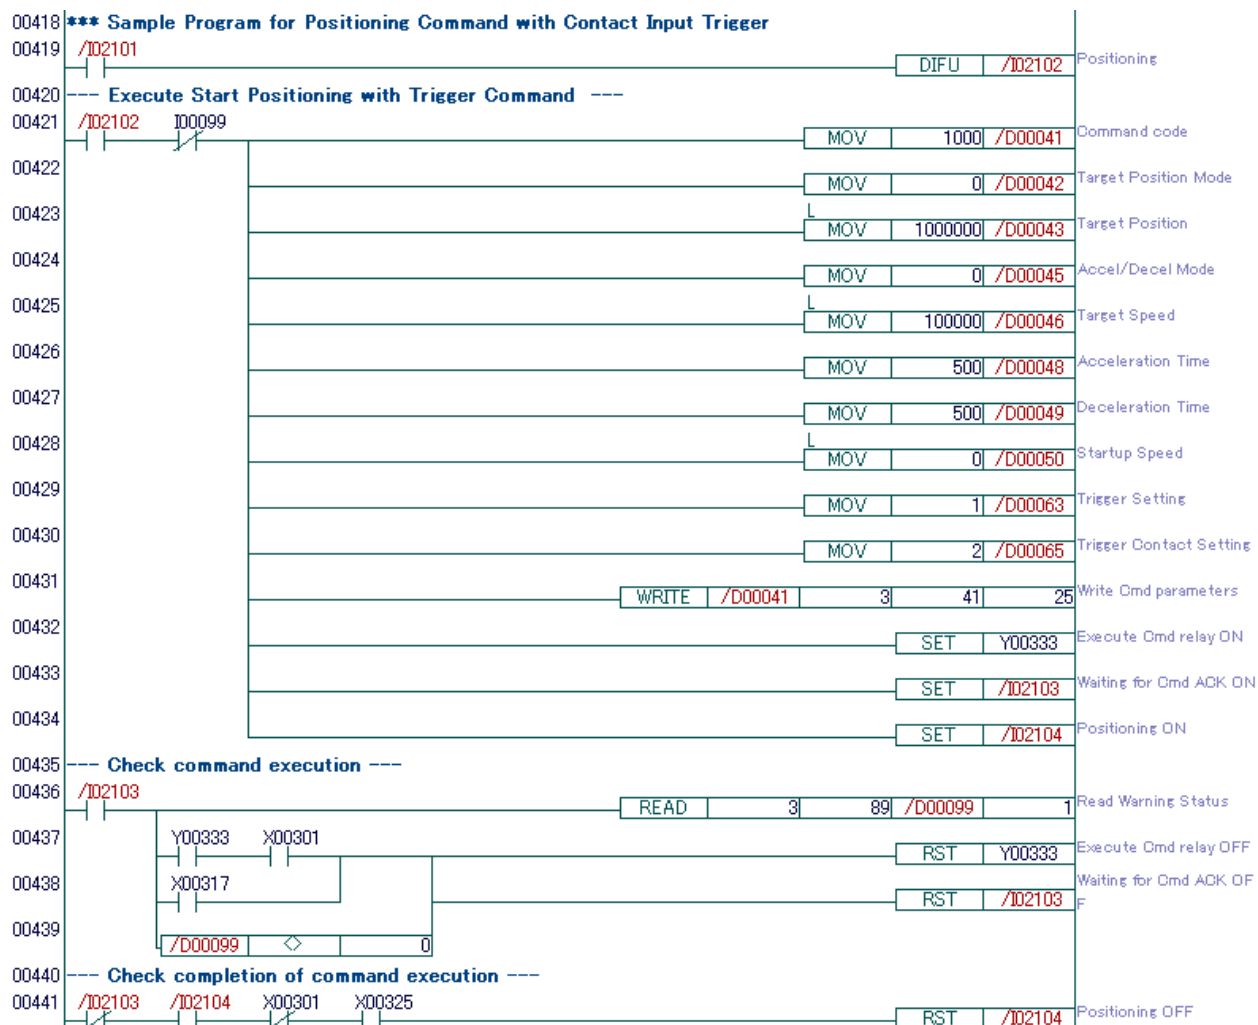 00418 *** Sample Program for Positioning Command with Contact Input Trigger
00419 /I02101
DIFU /I02102 Positioning
00420 --- Execute Start Positioning with Trigger Command ---
00421 /I02102 I00099
MOV 1000 /D00041 Command code
00422 MOV 0 /D00042 Target Position Mode
00423 L
MOV 1000000 /D00043 Target Position
00424 MOV 0 /D00045 Accel/Decel Mode
00425 L
MOV 100000 /D00046 Target Speed
00426 MOV 500 /D00048 Acceleration Time
00427 MOV 500 /D00049 Deceleration Time
00428 L
MOV 0 /D00050 Startup Speed
00429 MOV 1 /D00063 Trigger Setting
00430 MOV 2 /D00065 Trigger Contact Setting
00431 WRITE /D00041 3 41 25 Write Cmd parameters
00432 SET Y00333 Execute Cmd relay ON
00433 SET /I02103 Waiting for Cmd ACK ON
00434 SET /I02104 Positioning ON
00435 --- Check command execution ---
00436 /I02103
READ 3 89 /D00099 1 Read Warning Status
00437 Y00333 X00301
RST Y00333 Execute Cmd relay OFF
00438 X00317
RST /I02103 Waiting for Cmd ACK OF
F
00439 /D00099 <> 0
00440 --- Check completion of command execution ---
00441 /I02103 /I02104 X00301 X00325
RST /I02104 Positioning OFF